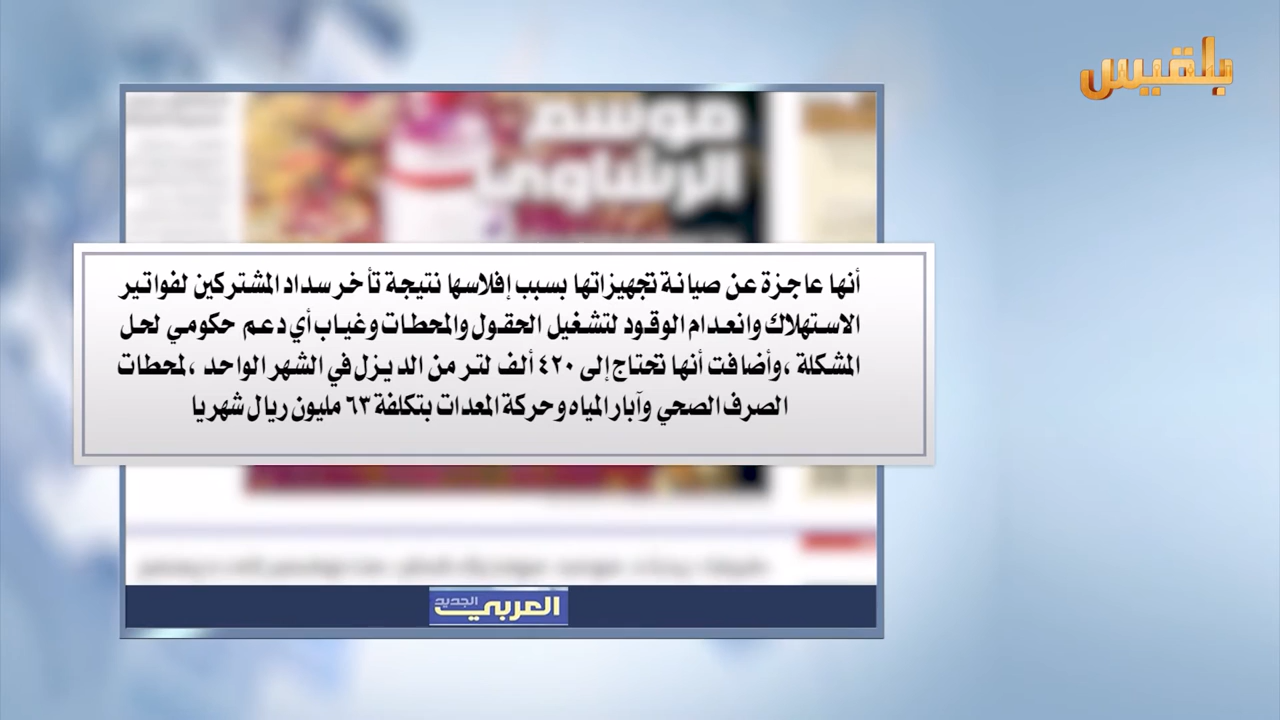 بلقيس
موسم
الرشاوى
أنها عاجزة عن صيانة تجهيزاتها بسبب إفلاسها نتيجة تأخر سداد المشتركين لفواتير
الاستهلاك وانعدام الوقود لتشغيل الحقول والمحطات وغياب أي دعم حكومي لحل
المشكلة ،وأضافت أنها تحتاج إلى ٤٢٠ ألف لتر من الديزل في الشهر الواحد ،لمحطات
الصرف الصحي وآبار المياه وحركة المعدات بتكلفة ٦٣ مليون ريال شهريا
العربي الجديد